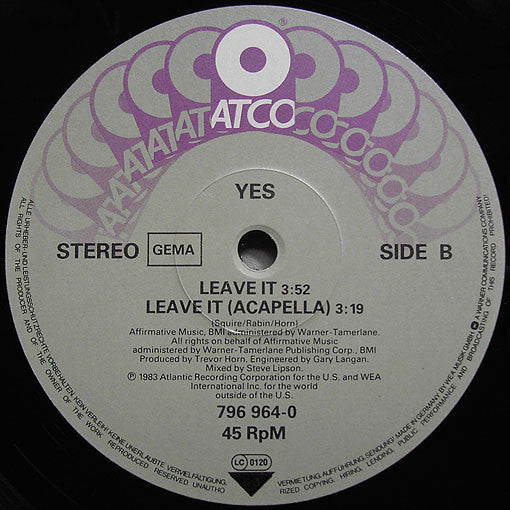 ATCO
®
YES
STEREO GEMA SIDE B
LEAVE IT 3:52
LEAVE IT (ACAPELLA) 3:19
(Squire/Rabin/Horn)
Affirmative Music, BMI administered by Warner-Tamerlane.
All rights on behalf of Affirmative Music
administered by Warner-Tamerlane Publishing Corp., BMI
Produced by Trevor Horn. Engineered by Gary Langan.
Mixed by Steve Lipson.
℗ 1983 Atlantic Recording Corporation for the U.S. and WEA
International Inc. for the world
outside of the U.S.
796 964-0
45 RpM
LC 0120
ALLE URHEBER- UND LEISTUNGSSCHUTZRECHTE VORBEHALTEN. KEIN VERLEIH! KEINE UNERLAUBTE VERVIELFÄLTIGUNG,
VERMIETUNG, AUFFÜHRUNG, SENDUNG! MADE IN GERMANY BY WEA MUSIK GMBH A WARNER COMMUNICATIONS COMPANY
ALL RIGHTS OF THE PRODUCER AND OF THE OWNER OF THE WORK REPRODUCED RESERVED UNAUTHO
RIZED COPYING, HIRING, LENDING, PUBLIC PERFORMANCE AND BROADCASTING OF THIS RECORD PROHIBITED!